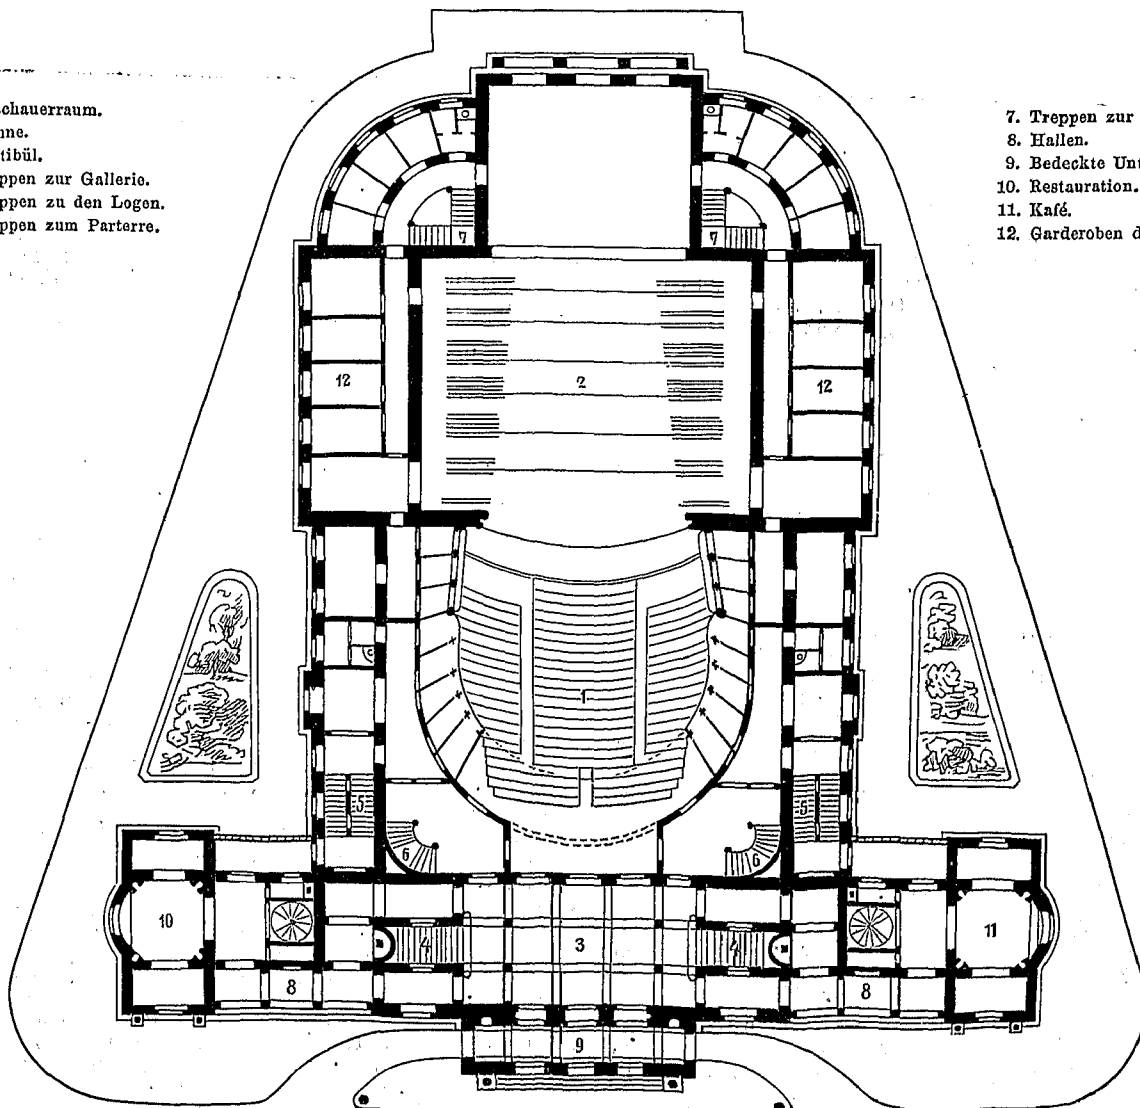 schauerraum.
nne.
tibül.
ppen zur Gallerie.
ppen zu den Logen.
ppen zum Parterre.
7. Treppen zur
8. Hallen.
9. Bedeckte Unt
10. Restauration.
11. Kafé.
12. Garderoben d
7
7
12
2
12
1
5
5
6
6
10
4
3
4
11
8
8
9